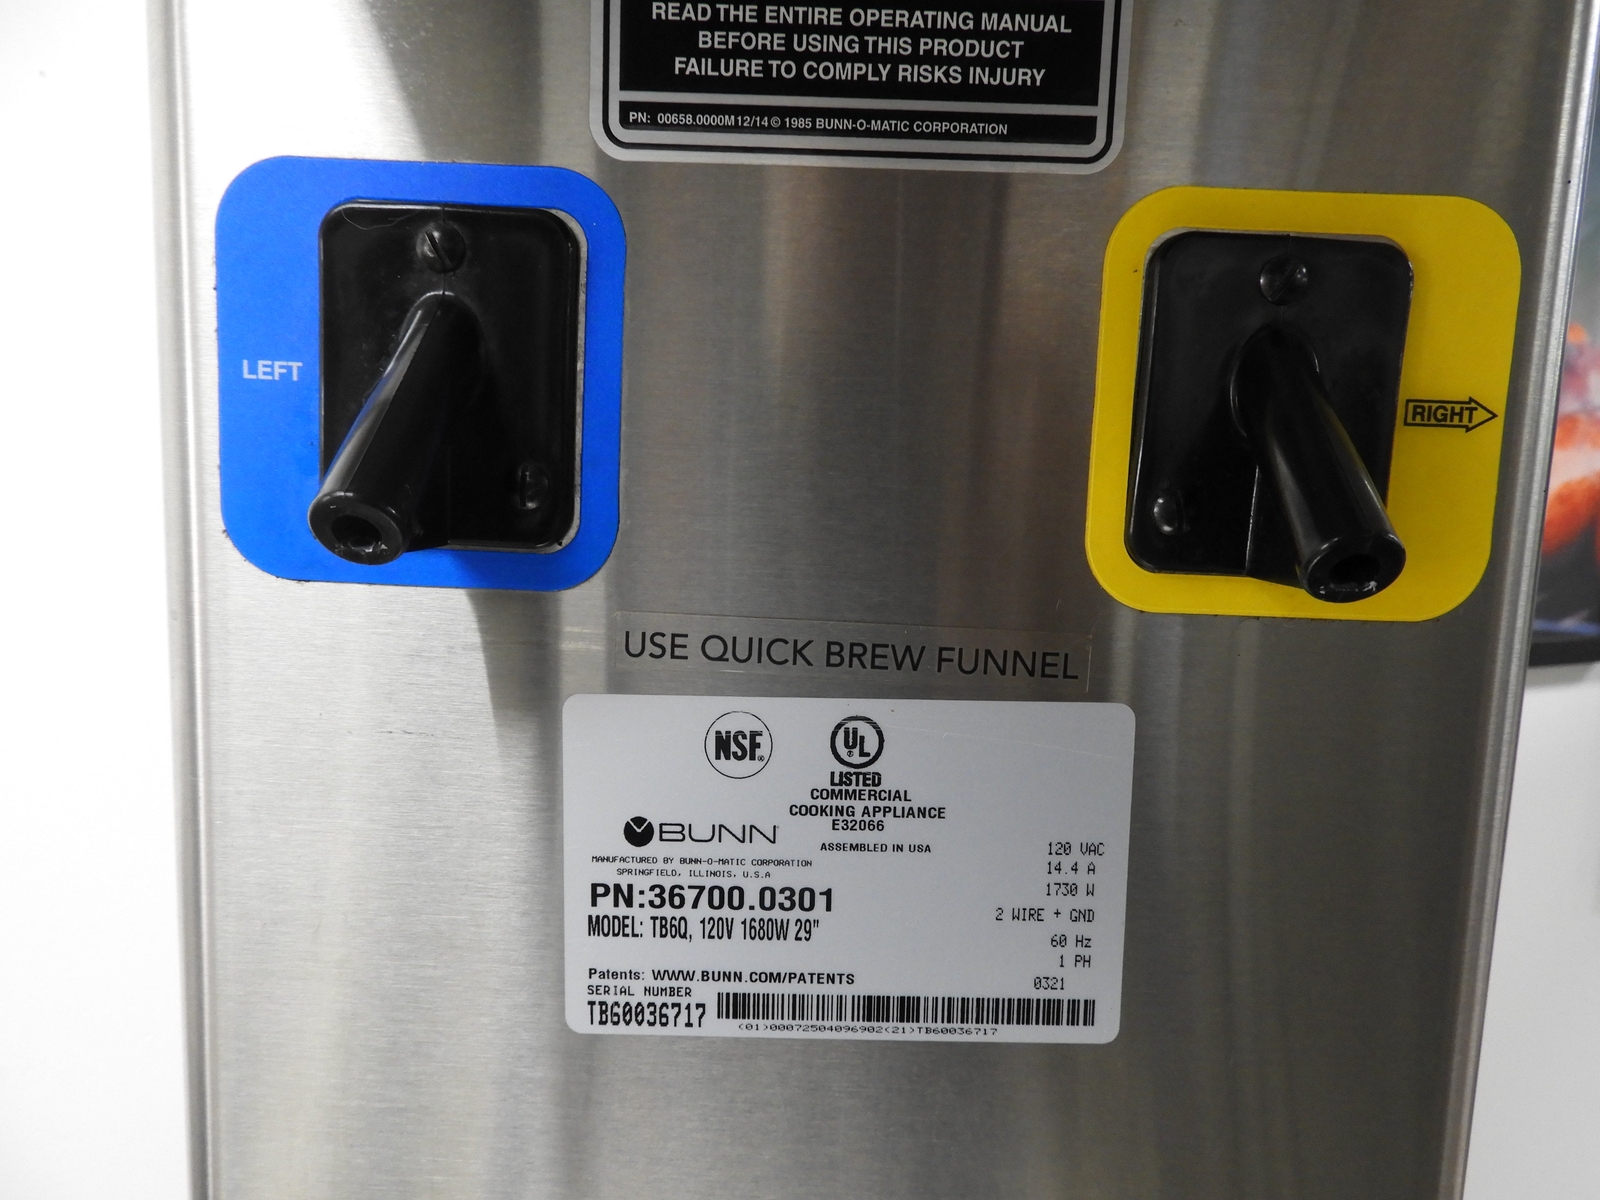 READ THE ENTIRE OPERATING MANUAL
BEFORE USING THIS PRODUCT
FAILURE TO COMPLY RISKS INJURY
PN: 00658.0000M 12/14 © 1985 BUNN-O-MATIC CORPORATION
LEFT
RIGHT
USE QUICK BREW FUNNEL
NSF®
UL®
LISTED
COMMERCIAL
COOKING APPLIANCE
E32066
ASSEMBLED IN USA
BUNN®
MANUFACTURED BY BUNN-O-MATIC CORPORATION
SPRINGFIELD, ILLINOIS, U.S.A
PN:36700.0301
MODEL: TB6Q, 120V 1680W 29"
120 VAC
14.4 A
1730 W
2 WIRE + GND
60 Hz
1 PH
0321
Patents: WWW.BUNN.COM/PATENTS
SERIAL NUMBER
TB60036717
<01>00072504096902<21>TB60036717